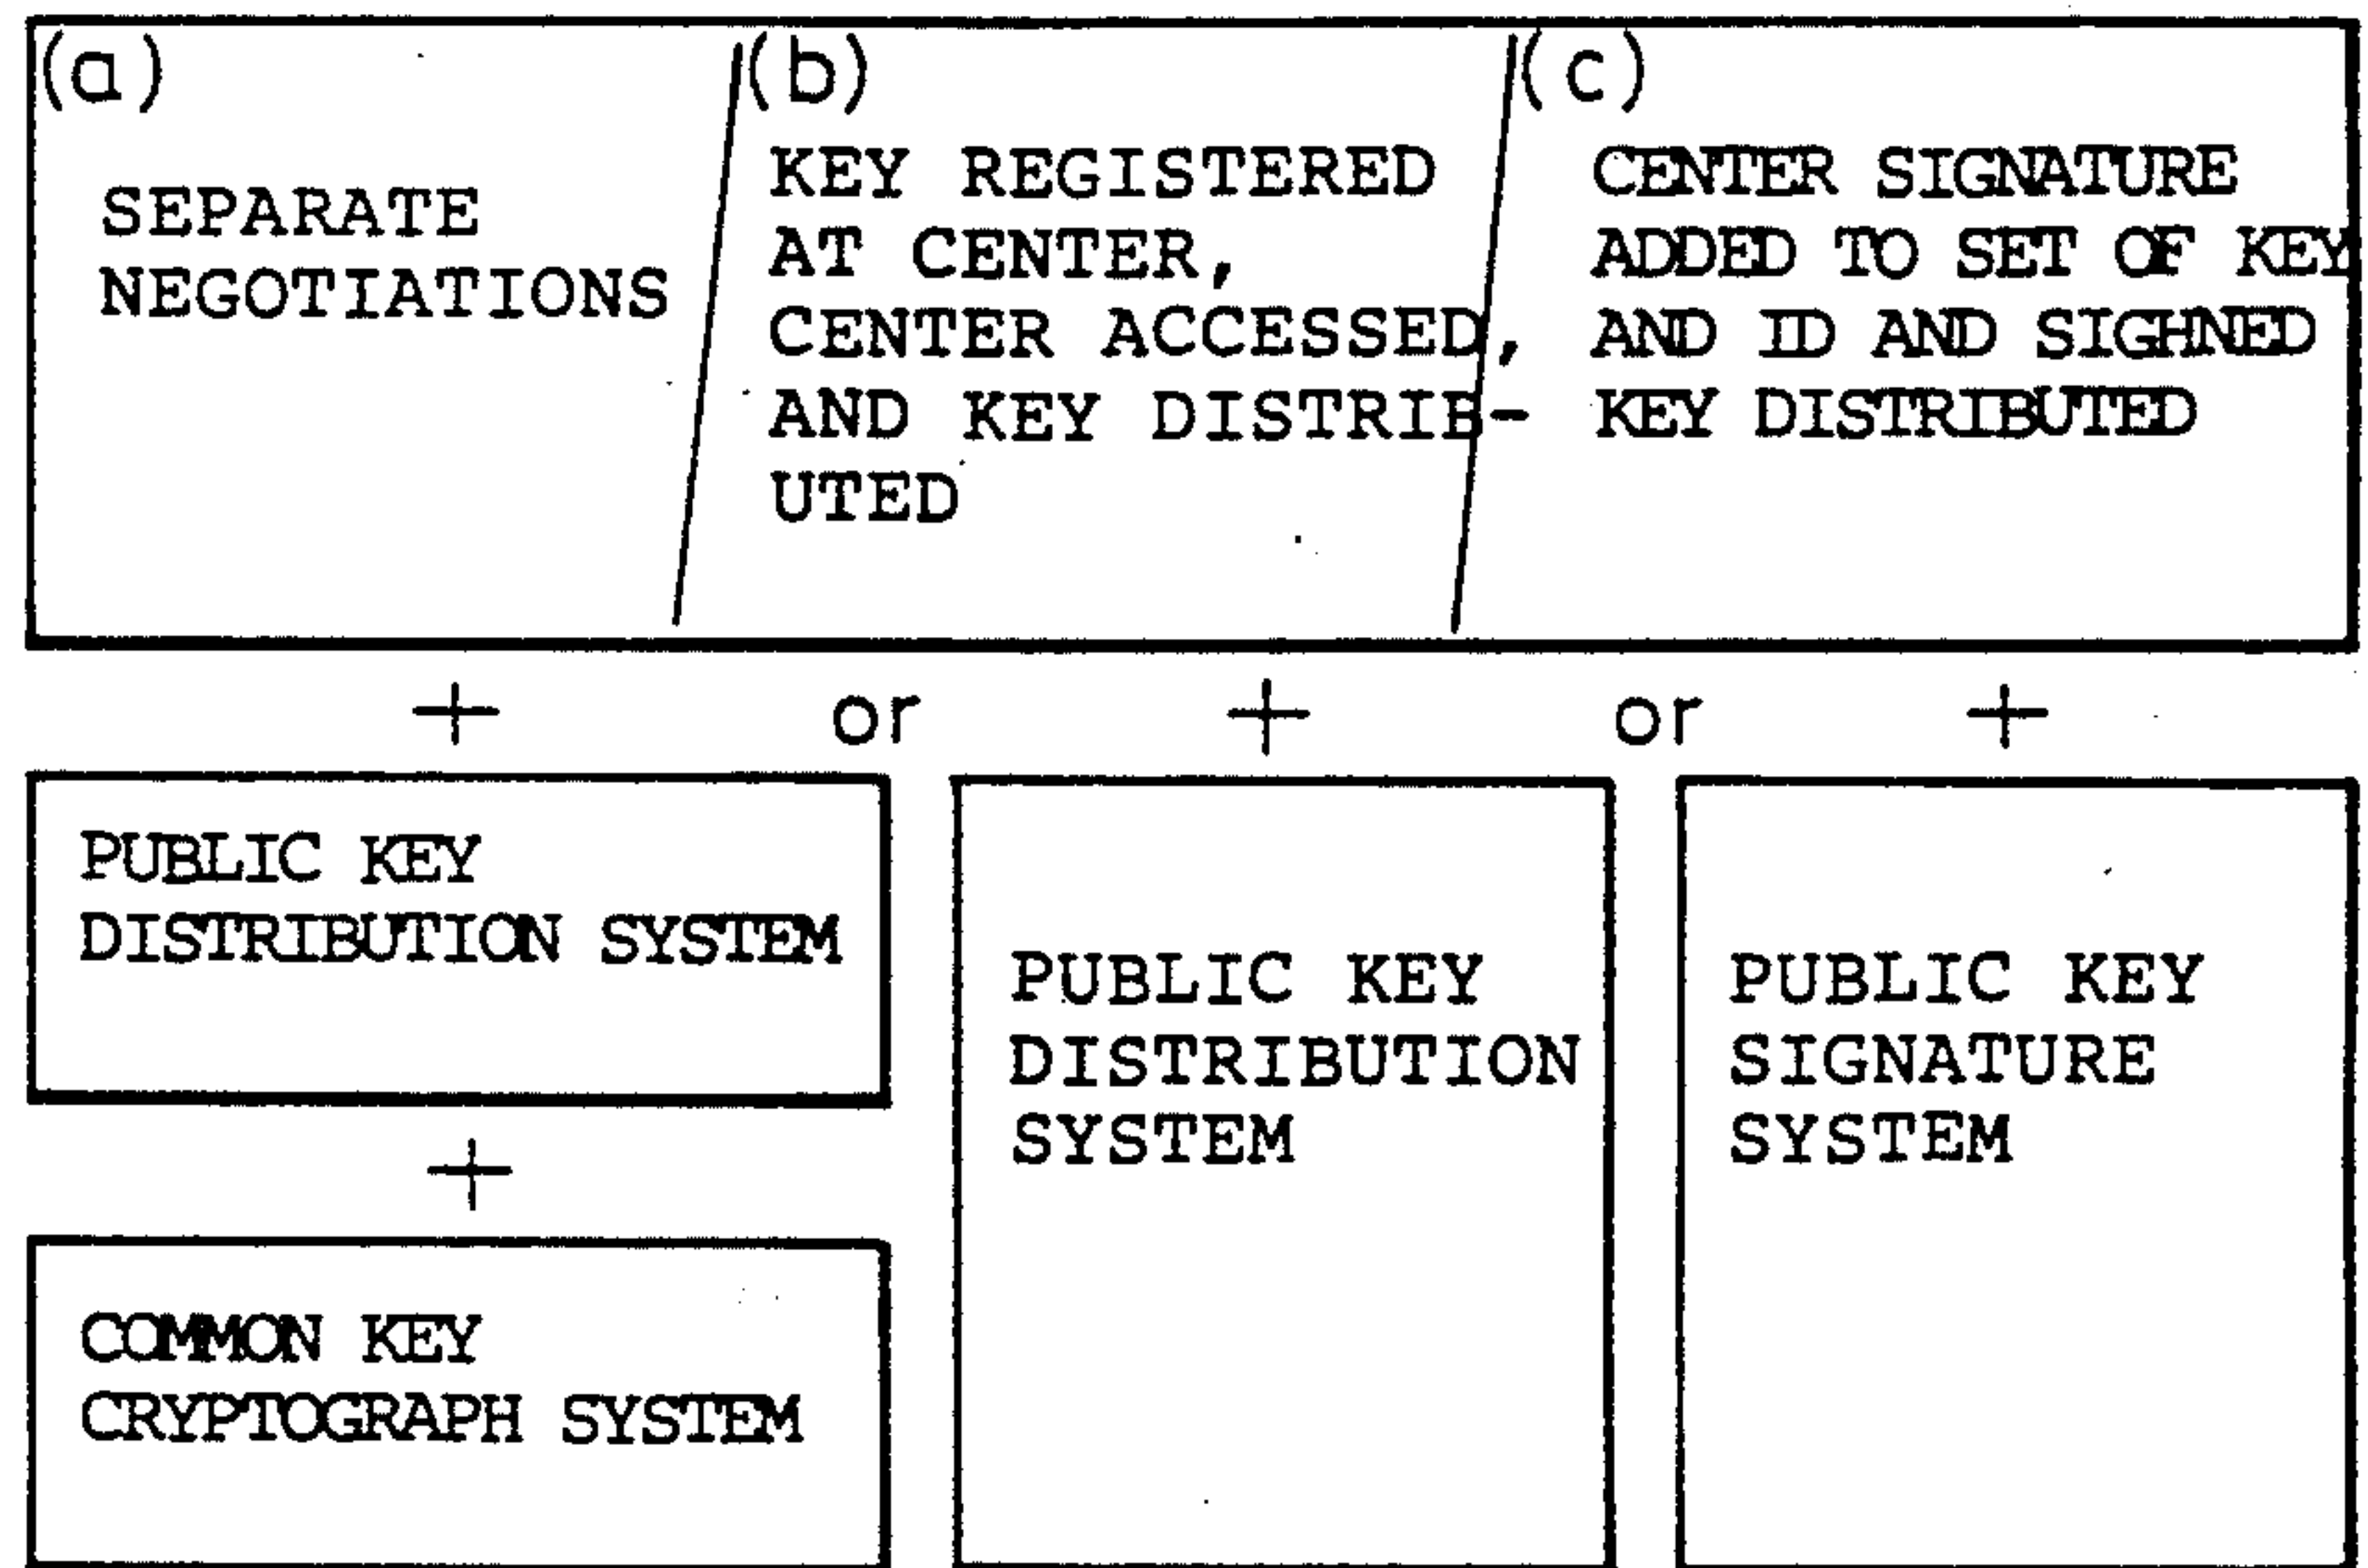 (a)
SEPARATE
NEGOTIATIONS
(b)
KEY REGISTERED
AT CENTER,
CENTER ACCESSED,
AND KEY DISTRIB-
UTED
(c)
CENTER SIGNATURE
ADDED TO SET OF KEY
AND ID AND SIGHNED
KEY DISTRIBUTED
+ or + or +
PUBLIC KEY
DISTRIBUTION SYSTEM
+
COMMON KEY
CRYPTOGRAPH SYSTEM
PUBLIC KEY
DISTRIBUTION
SYSTEM
PUBLIC KEY
SIGNATURE
SYSTEM